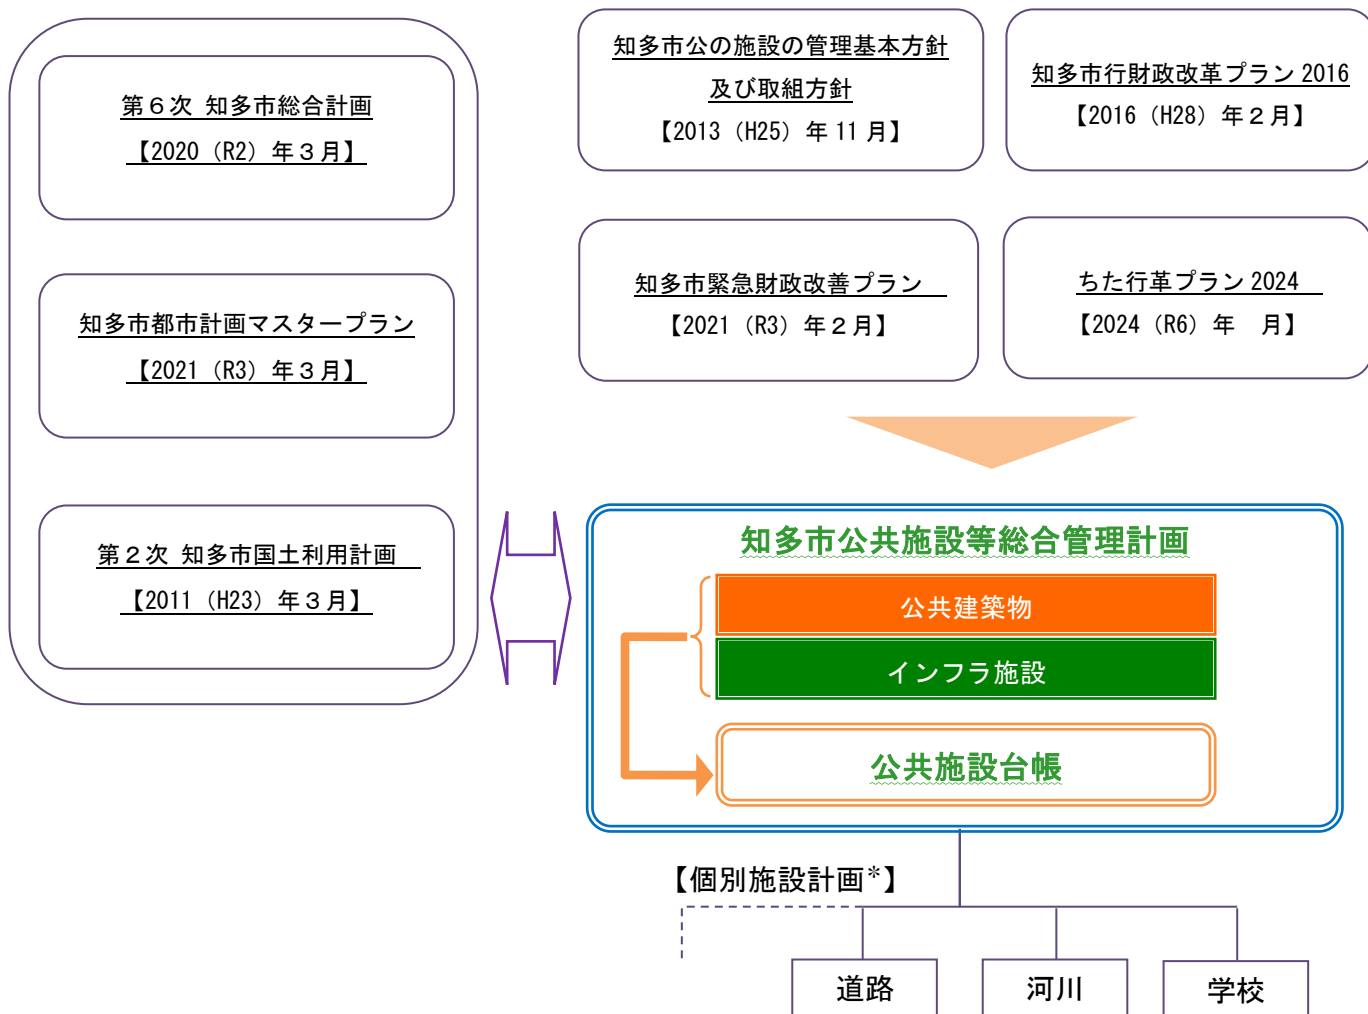 第６次 知多市総合計画
【2020（R2）年３月】
知多市都市計画マスタープラン
【2021（R3）年３月】
第２次 知多市国土利用計画
【2011（H23）年３月】
知多市公の施設の管理基本方針
及び取組方針
【2013（H25）年 11 月】
知多市行財政改革プラン 2016
【2016（H28）年２月】
知多市緊急財政改善プラン
【2021（R3）年２月】
ちた行革プラン 2024
【2024（R6）年　月】
知多市公共施設等総合管理計画
公共建築物
インフラ施設
公共施設台帳
【個別施設計画*】
道路
河川
学校